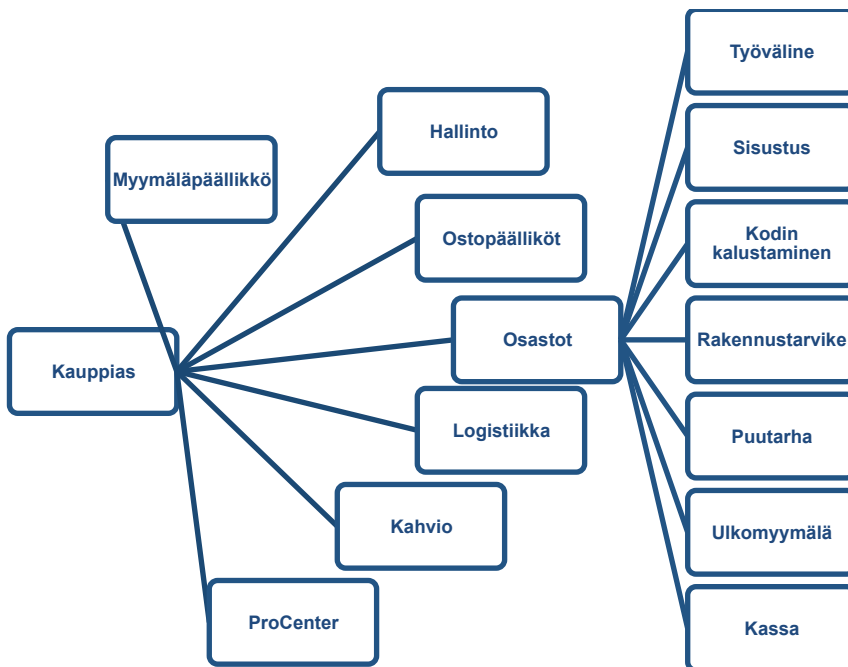 Kauppias
Myymäläpäällikkö
Hallinto
Ostopäälliköt
Osastot
Logistiikka
Kahvio
ProCenter
Työväline
Sisustus
Kodin
kalustaminen
Rakennustarvike
Puutarha
Ulkomyymälä
Kassa